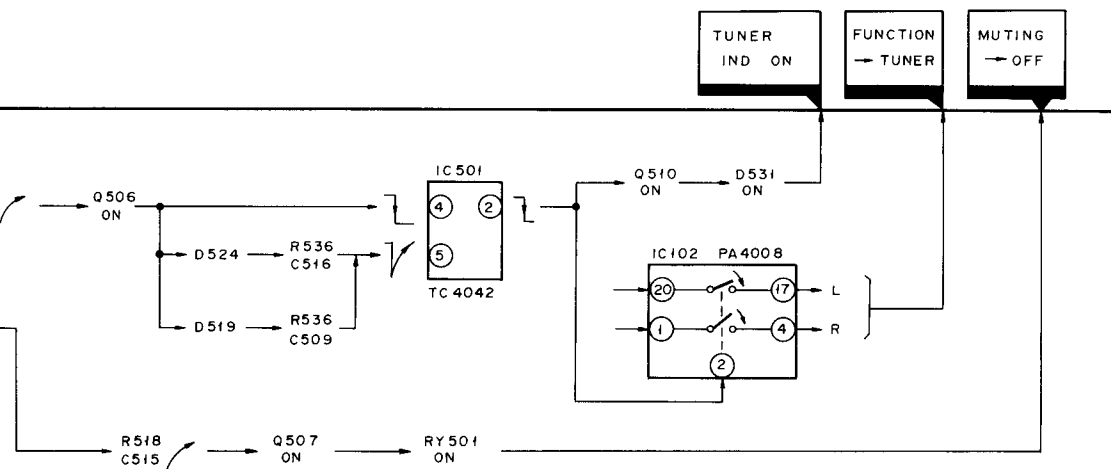 TUNER
IND ON
FUNCTION
→ TUNER
MUTING
→ OFF
IC501
Q506
ON
4
2
5
TC4042
D524
R536
C516
D519
R536
C509
Q510
ON
D531
ON
IC102 PA4008
20
17
L
1
4
R
2
R518
C515
Q507
ON
RY501
ON